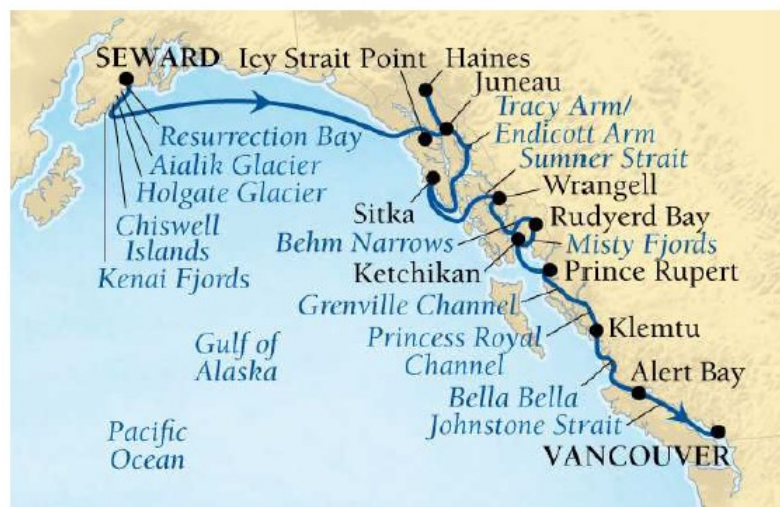 SEWARD
Icy Strait Point
Haines
Juneau
Tracy Arm/
Endicott Arm
Sumner Strait
Resurrection Bay
Aialik Glacier
Holgate Glacier
Chiswell
Islands
Kenai Fjords
Wrangell
Sitka
Rudyerd Bay
Behm Narrows
Misty Fjords
Ketchikan
Prince Rupert
Grenville Channel
Princess Royal
Channel
Klemtu
Gulf of
Alaska
Alert Bay
Bella Bella
Johnstone Strait
Pacific
Ocean
VANCOUVER